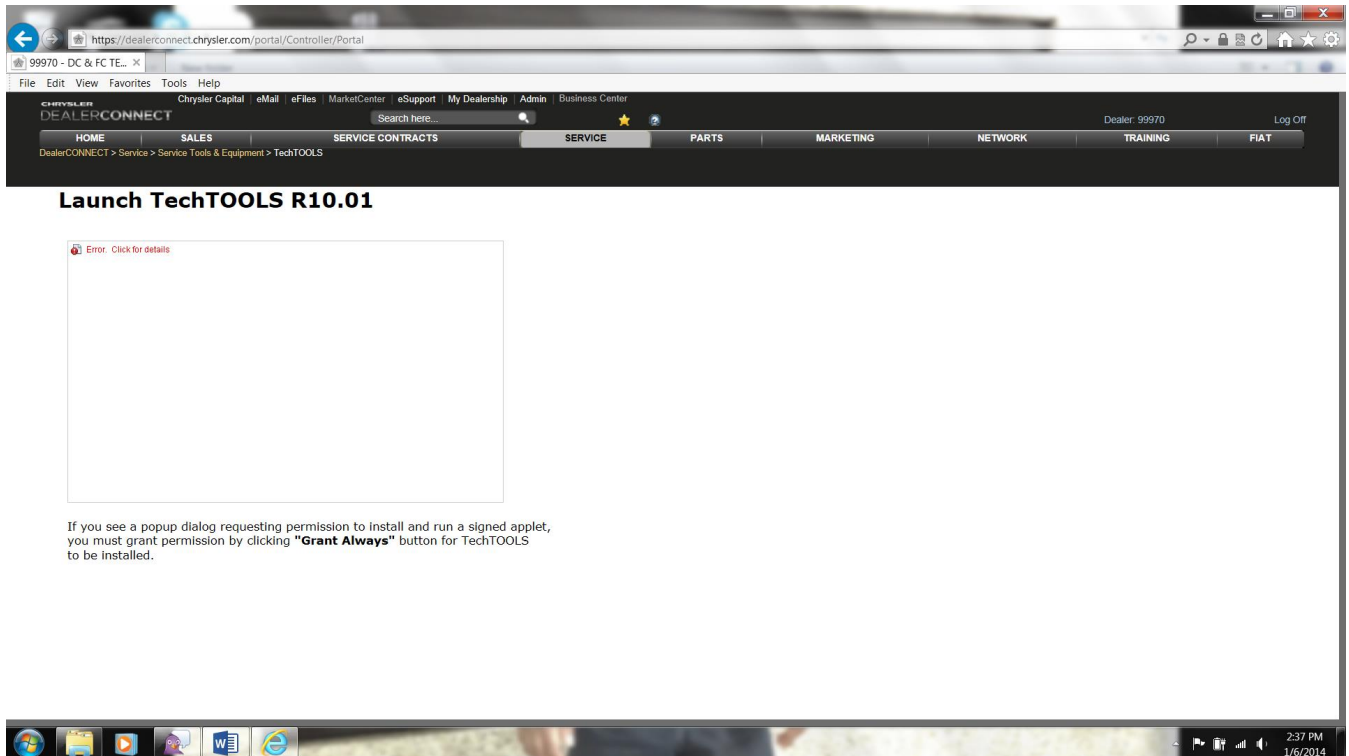 https://dealerconnect.chrysler.com/portal/Controller/Portal
99970 - DC & FC TE...
File Edit View Favorites Tools Help
Chrysler Capital eMail eFiles MarketCenter eSupport My Dealership Admin Business Center
CHRYSLER
DEALERCONNECT
Search here...
Dealer: 99970 Log Off
HOME SALES SERVICE CONTRACTS SERVICE PARTS MARKETING NETWORK TRAINING FIAT
DealerCONNECT > Service > Service Tools & Equipment > TechTOOLS
Launch TechTOOLS R10.01
Error. Click for details
If you see a popup dialog requesting permission to install and run a signed applet,
you must grant permission by clicking "Grant Always" button for TechTOOLS
to be installed.
2:37 PM
1/6/2014